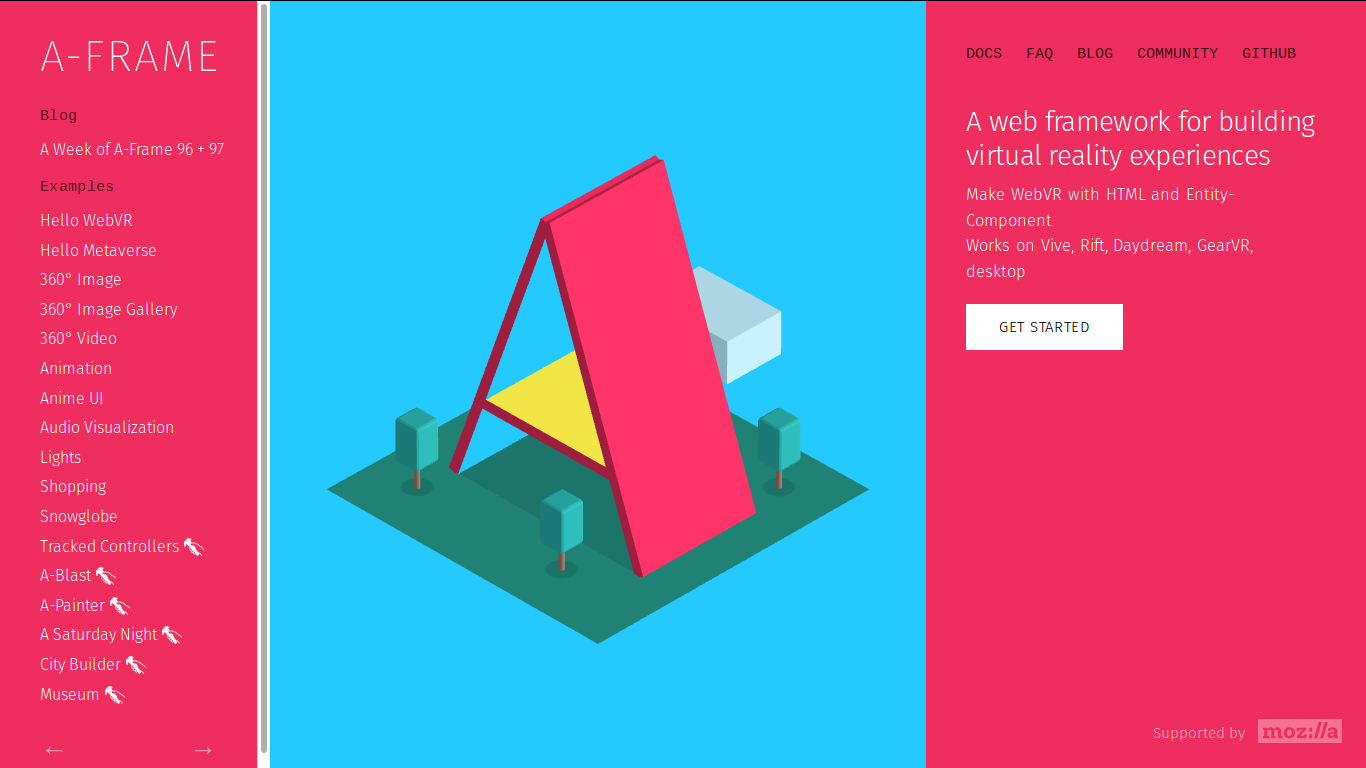 A-FRAME
Blog
A Week of A-Frame 96 + 97
Examples
Hello WebVR
Hello Metaverse
360° Image
360° Image Gallery
360° Video
Animation
Anime UI
Audio Visualization
Lights
Shopping
Snowglobe
Tracked Controllers
A-Blast
A-Painter
A Saturday Night
City Builder
Museum
← →
DOCS FAQ BLOG COMMUNITY GITHUB
A web framework for building
virtual reality experiences
Make WebVR with HTML and Entity-
Component
Works on Vive, Rift, Daydream, GearVR,
desktop
GET STARTED
Supported by moz://a